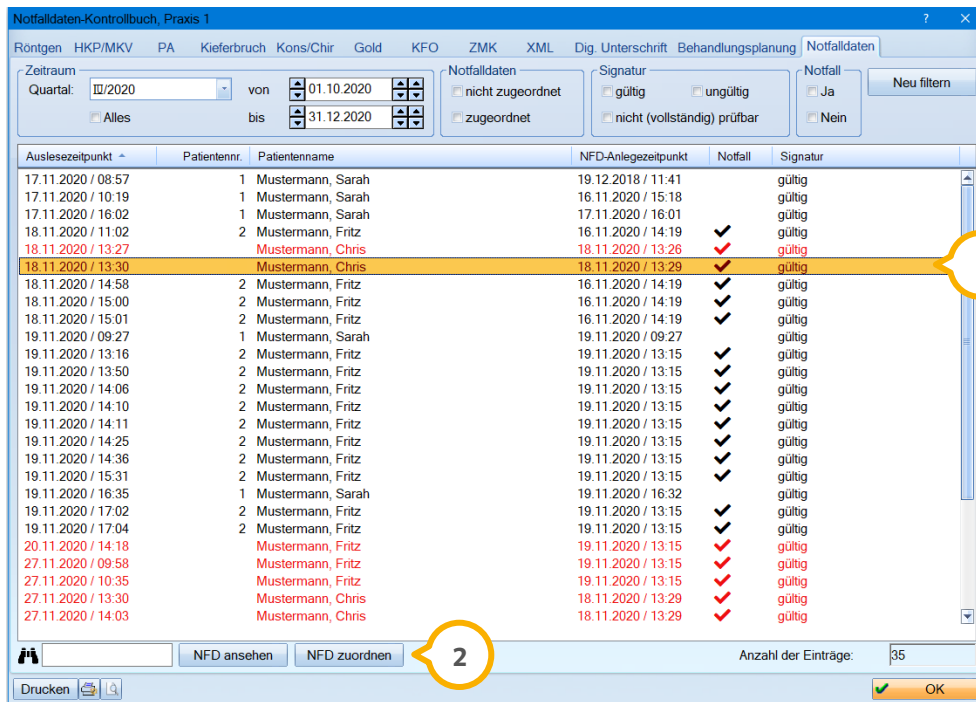 Notfalldaten-Kontrollbuch, Praxis 1 ?
Röntgen HKP/MKV PA Kieferbruch Kons/Chir Gold KFO ZMK XML Dig. Unterschrift Behandlungsplanung Notfalldaten
Zeitraum Notfalldaten Signatur Notfall
Quartal: IV/2020 von 01.10.2020 nicht zugeordnet gültig ungültig Ja Neu filtern
Alles bis 31.12.2020 zugeordnet nicht (vollständig) prüfbar Nein
Auslesezeitpunkt Patientennr. Patientenname NFD-Anlegezeitpunkt Notfall Signatur
17.11.2020 / 08:57 1 Mustermann, Sarah 19.12.2018 / 11:41 gültig
17.11.2020 / 10:19 1 Mustermann, Sarah 16.11.2020 / 15:18 gültig
17.11.2020 / 16:02 1 Mustermann, Sarah 17.11.2020 / 16:01 gültig
18.11.2020 / 11:02 2 Mustermann, Fritz 16.11.2020 / 14:19 ✔ gültig
18.11.2020 / 13:27 Mustermann, Chris 18.11.2020 / 13:26 ✔ gültig
18.11.2020 / 13:30 Mustermann, Chris 18.11.2020 / 13:29 ✔ gültig
18.11.2020 / 14:58 2 Mustermann, Fritz 16.11.2020 / 14:19 ✔ gültig
18.11.2020 / 15:00 2 Mustermann, Fritz 16.11.2020 / 14:19 ✔ gültig
18.11.2020 / 15:01 2 Mustermann, Fritz 16.11.2020 / 14:19 ✔ gültig
19.11.2020 / 09:27 1 Mustermann, Sarah 19.11.2020 / 09:27 gültig
19.11.2020 / 13:16 2 Mustermann, Fritz 19.11.2020 / 13:15 ✔ gültig
19.11.2020 / 13:50 2 Mustermann, Fritz 19.11.2020 / 13:15 ✔ gültig
19.11.2020 / 14:06 2 Mustermann, Fritz 19.11.2020 / 13:15 ✔ gültig
19.11.2020 / 14:10 2 Mustermann, Fritz 19.11.2020 / 13:15 ✔ gültig
19.11.2020 / 14:11 2 Mustermann, Fritz 19.11.2020 / 13:15 ✔ gültig
19.11.2020 / 14:25 2 Mustermann, Fritz 19.11.2020 / 13:15 ✔ gültig
19.11.2020 / 14:36 2 Mustermann, Fritz 19.11.2020 / 13:15 ✔ gültig
19.11.2020 / 15:31 2 Mustermann, Fritz 19.11.2020 / 13:15 ✔ gültig
19.11.2020 / 16:35 1 Mustermann, Sarah 19.11.2020 / 16:32 gültig
19.11.2020 / 17:02 2 Mustermann, Fritz 19.11.2020 / 13:15 ✔ gültig
19.11.2020 / 17:04 2 Mustermann, Fritz 19.11.2020 / 13:15 ✔ gültig
20.11.2020 / 14:18 Mustermann, Fritz 19.11.2020 / 13:15 ✔ gültig
27.11.2020 / 09:58 Mustermann, Fritz 19.11.2020 / 13:15 ✔ gültig
27.11.2020 / 10:35 Mustermann, Fritz 19.11.2020 / 13:15 ✔ gültig
27.11.2020 / 13:30 Mustermann, Chris 18.11.2020 / 13:29 ✔ gültig
27.11.2020 / 14:03 Mustermann, Chris 18.11.2020 / 13:29 ✔ gültig
NFD ansehen NFD zuordnen 2 Anzahl der Einträge: 35
Drucken OK